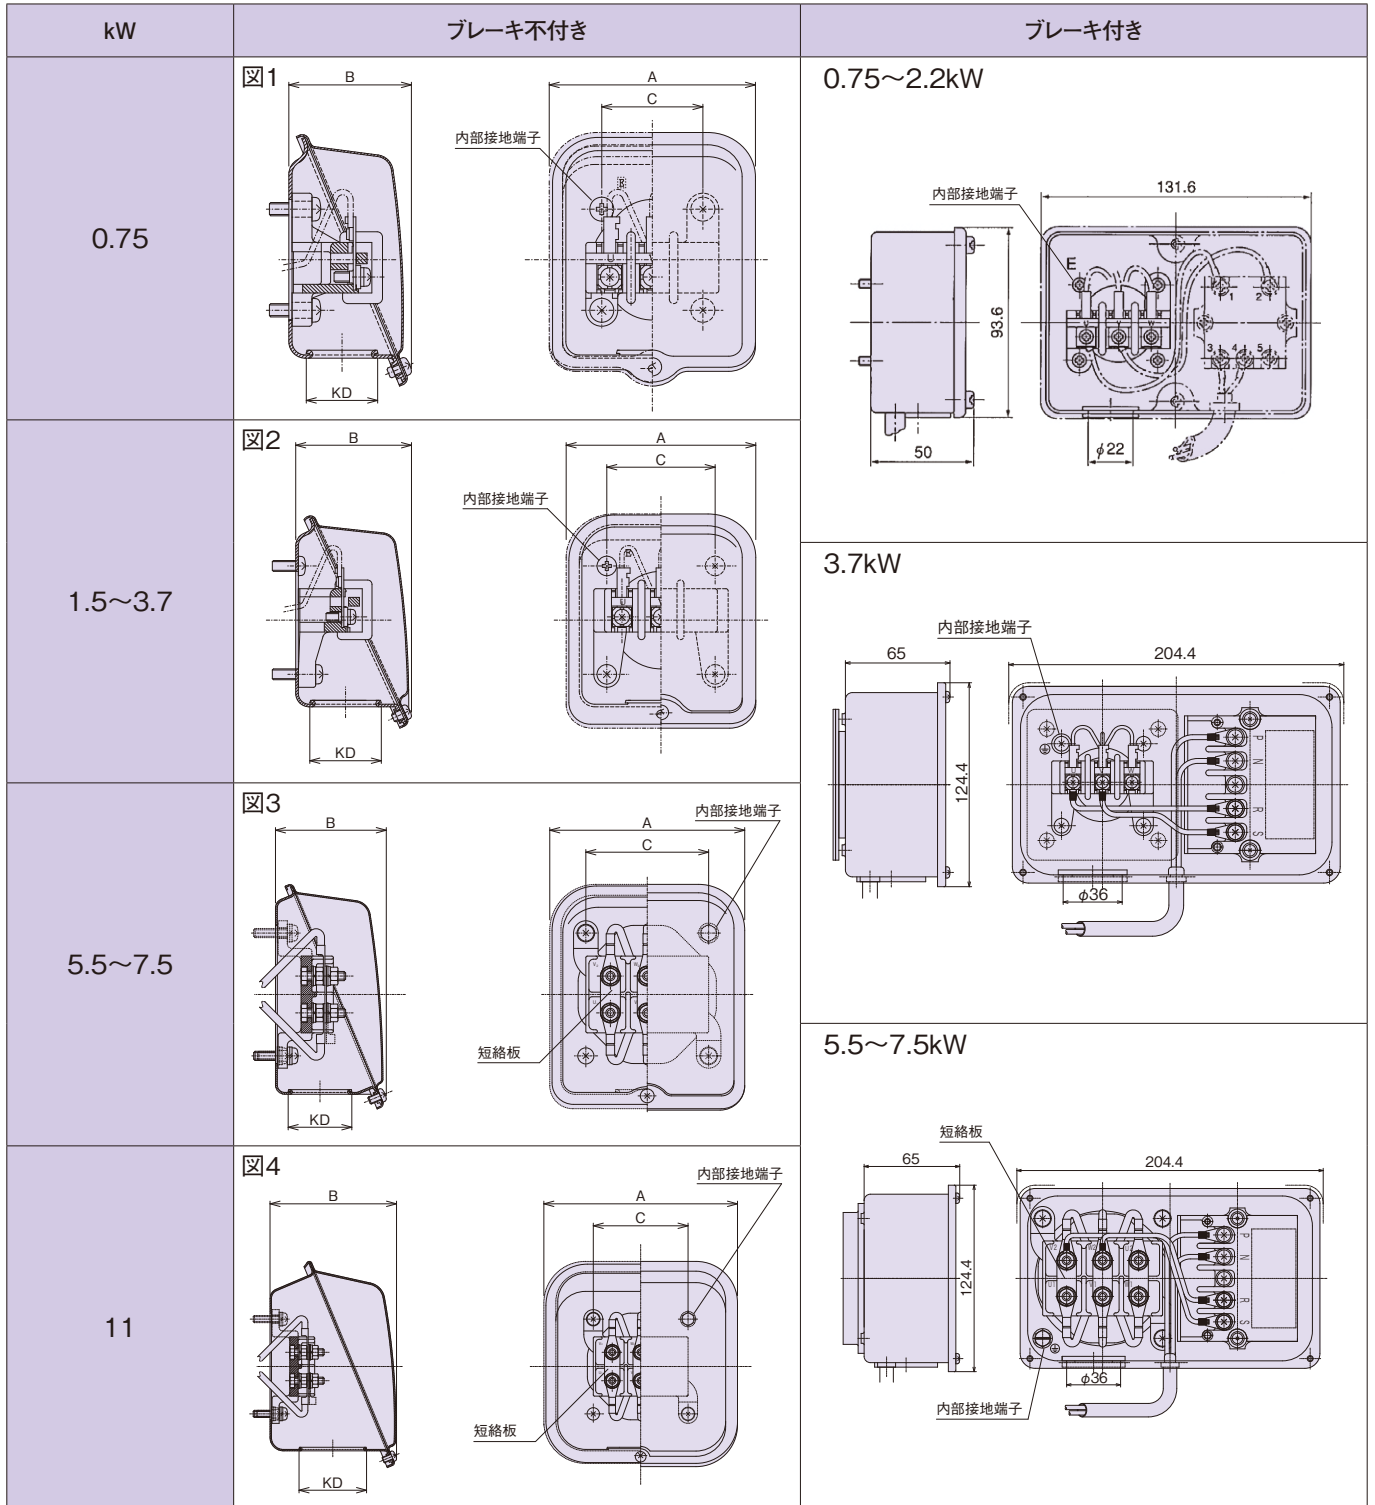 kW ブレーキ不付き ブレーキ付き
0.75
図1
B
KD
A
C
内部接地端子
1.5～3.7
図2
B
KD
A
C
内部接地端子
U
5.5～7.5
図3
B
KD
A
C
内部接地端子
短絡板
11
図4
B
KD
A
C
内部接地端子
短絡板
0.75～2.2kW
内部接地端子
131.6
E
93.6
50
U V W
1 2
3 4 5
φ22
3.7kW
内部接地端子
65
204.4
124.4
U V W
P
N
R
S
φ36
5.5～7.5kW
短絡板
65
204.4
124.4
P
N
R
S
φ36
内部接地端子